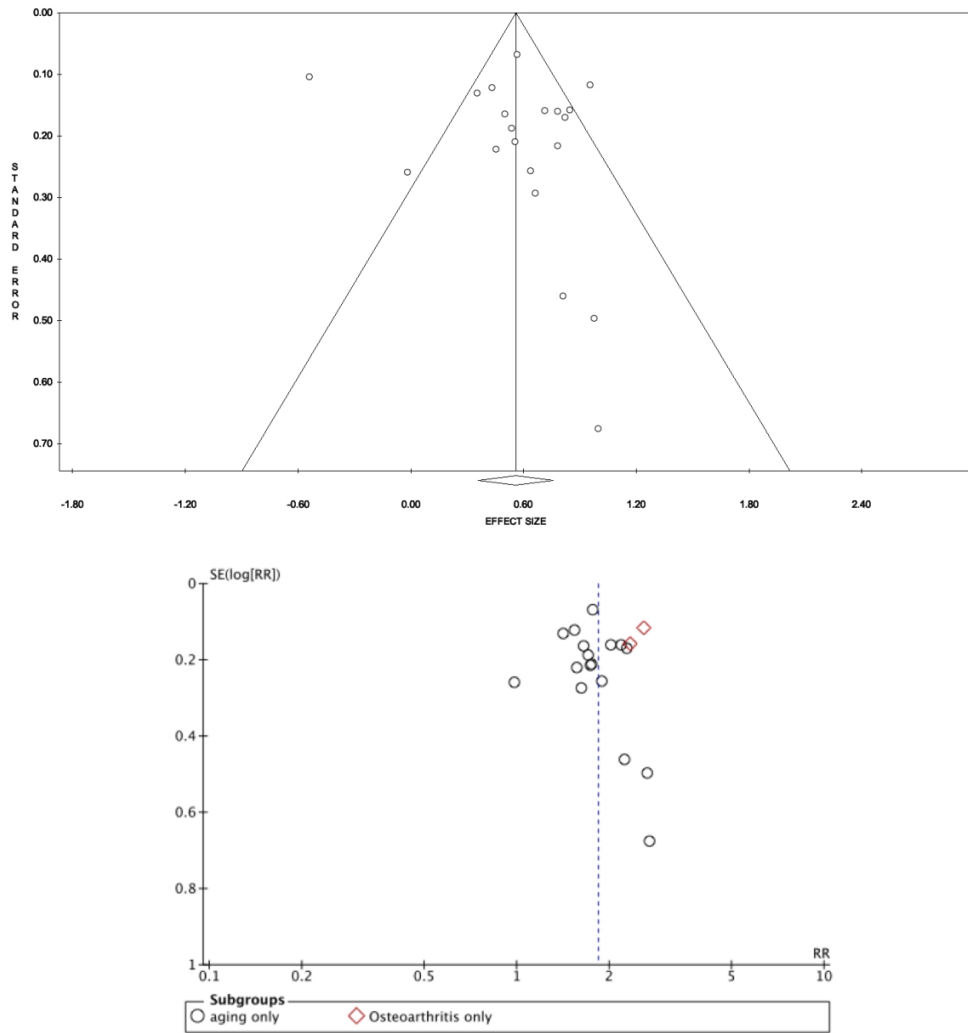 0.00
0.10
0.20
0.30
0.40
0.50
0.60
0.70
STANDARD ERROR
-1.80 -1.20 -0.60 0.00 0.60 1.20 2.40
EFFECT SIZE
SE(log[RR])
0
0.2
0.4
0.6
0.8
1
RR
0.1 0.2 0.5 1 2 5 10
Subgroups
aging only Osteoarthritis only